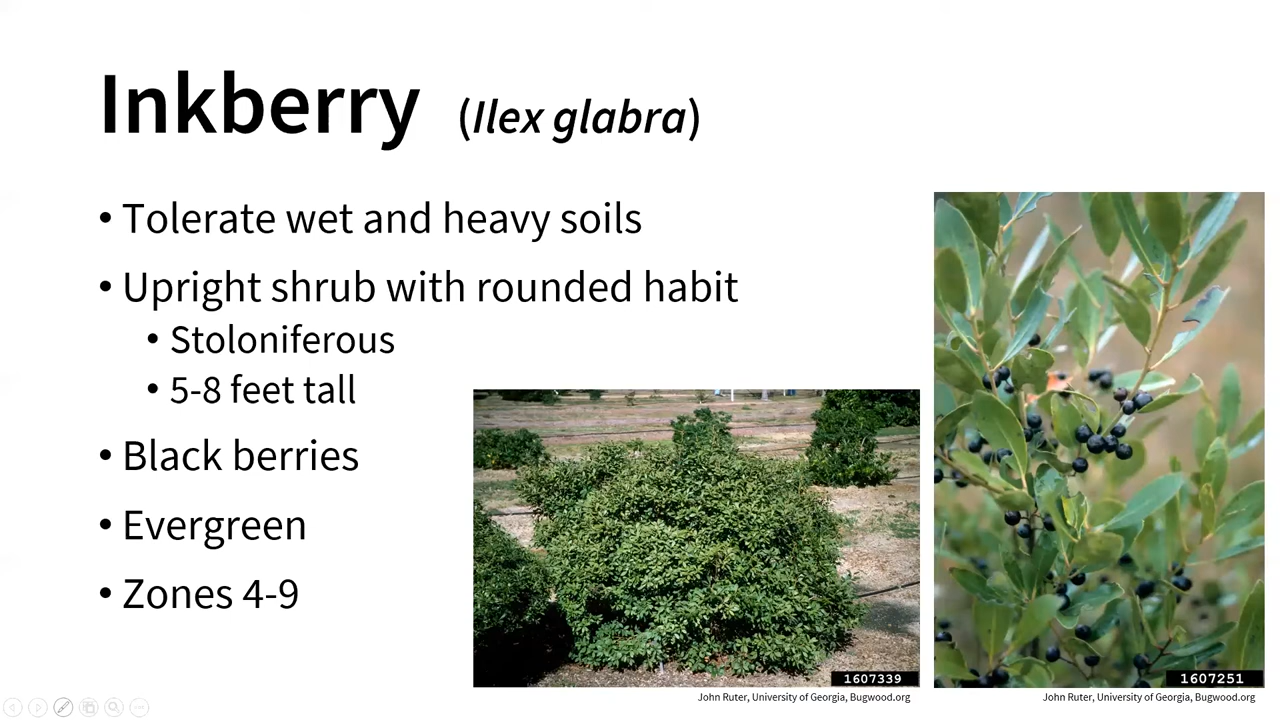 Inkberry (Ilex glabra)
• Tolerate wet and heavy soils
• Upright shrub with rounded habit
• Stoloniferous
• 5-8 feet tall
• Black berries
• Evergreen
• Zones 4-9
1607339
John Ruter, University of Georgia, Bugwood.org
1607251
John Ruter, University of Georgia, Bugwood.org